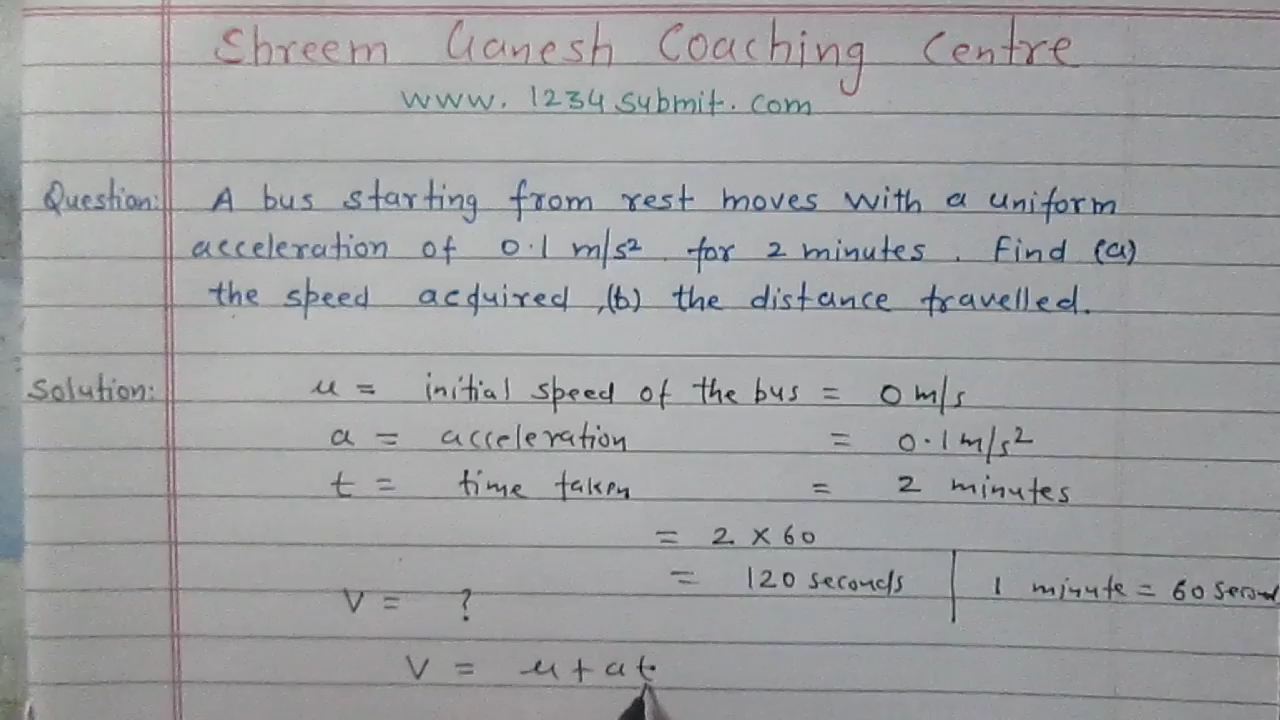 Shreem Ganesh Coaching Centre
www.1234submit.com
Question: A bus starting from rest moves with a uniform
acceleration of 0.1 m/s² for 2 minutes. Find (a)
the speed acquired, (b) the distance travelled.
Solution: u = initial speed of the bus = 0 m/s
a = acceleration = 0.1 m/s²
t = time taken = 2 minutes
= 2 × 60
= 120 seconds | 1 minute = 60 second
V = ?
V = u + at